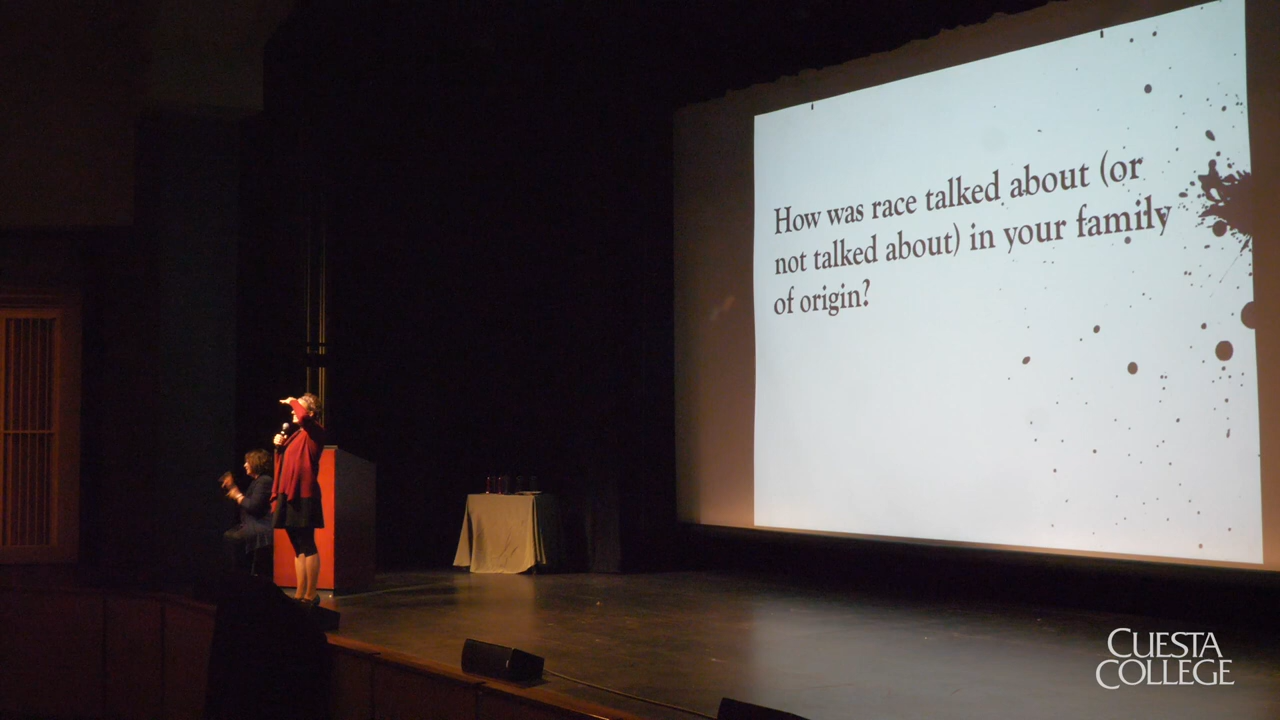 How was race talked about (or
not talked about) in your family
of origin?
CUESTA
COLLEGE